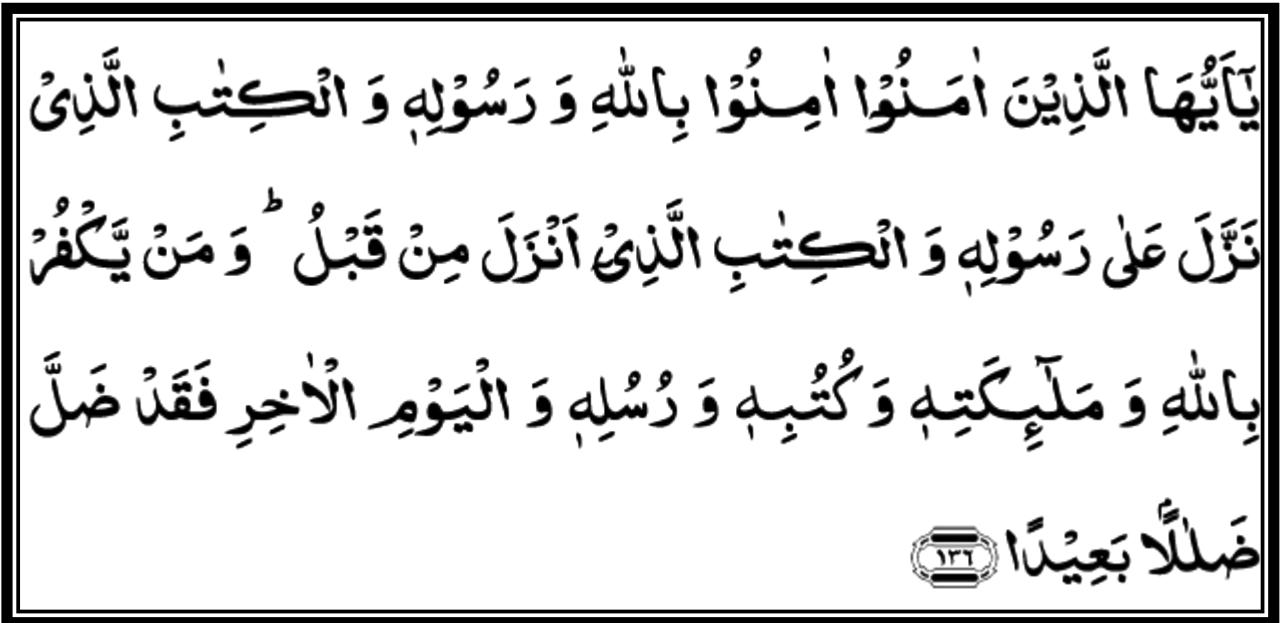 يٰٓاَيُّهَا الَّذِيْنَ اٰمَنُوْۤا اٰمِنُوْا بِاللّٰهِ وَ رَسُوْلِهٖ وَ الْكِتٰبِ الَّذِيْ
نَزَّلَ عَلٰى رَسُوْلِهٖ وَ الْكِتٰبِ الَّذِيْۤ اَنْزَلَ مِنْ قَبْلُ ؕ وَ مَنْ يَّكْفُرْ
بِاللّٰهِ وَ مَلٰٓىِٕكَتِهٖ وَ كُتُبِهٖ وَ رُسُلِهٖ وَ الْيَوْمِ الْاٰخِرِ فَقَدْ ضَلَّ
ضَلٰلًۢا بَعِيْدًا ١٣٦